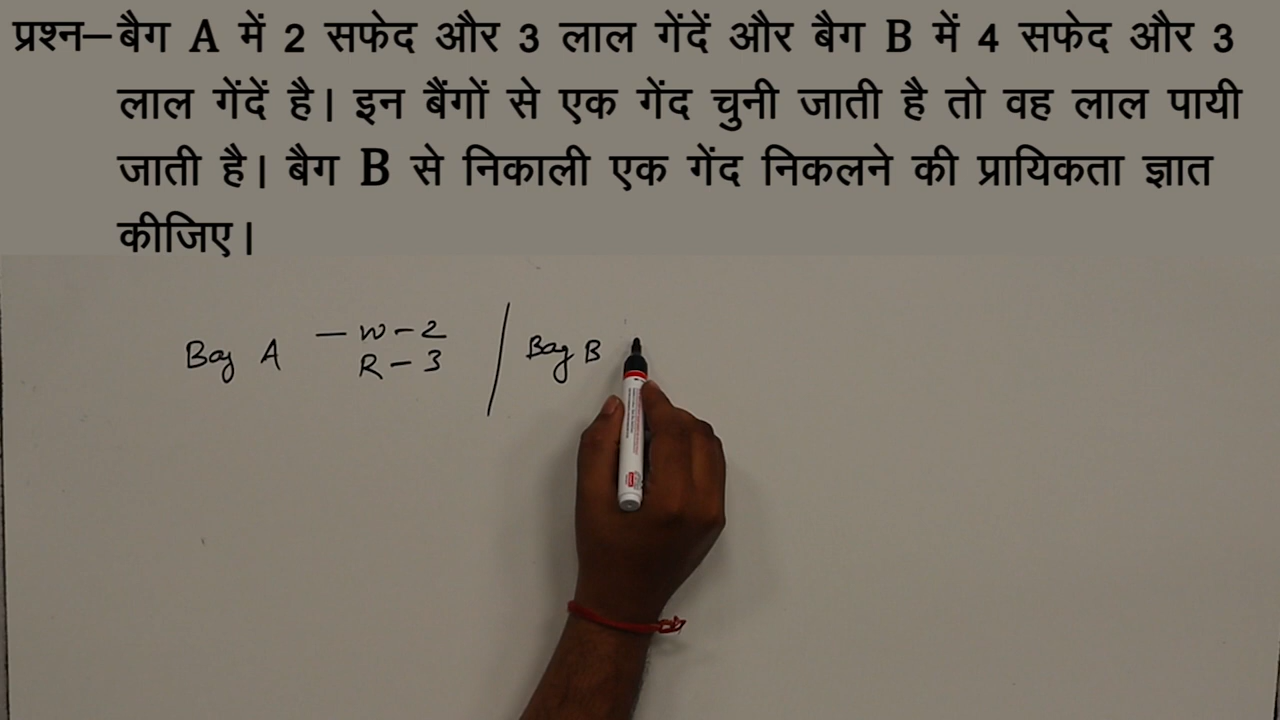 प्रश्न–बैग A में 2 सफेद और 3 लाल गेंदें और बैग B में 4 सफेद और 3
लाल गेंदें है। इन बैंगों से एक गेंद चुनी जाती है तो वह लाल पायी
जाती है। बैग B से निकाली एक गेंद निकलने की प्रायिकता ज्ञात
कीजिए।
Bag A — W – 2 / Bag B
R – 3